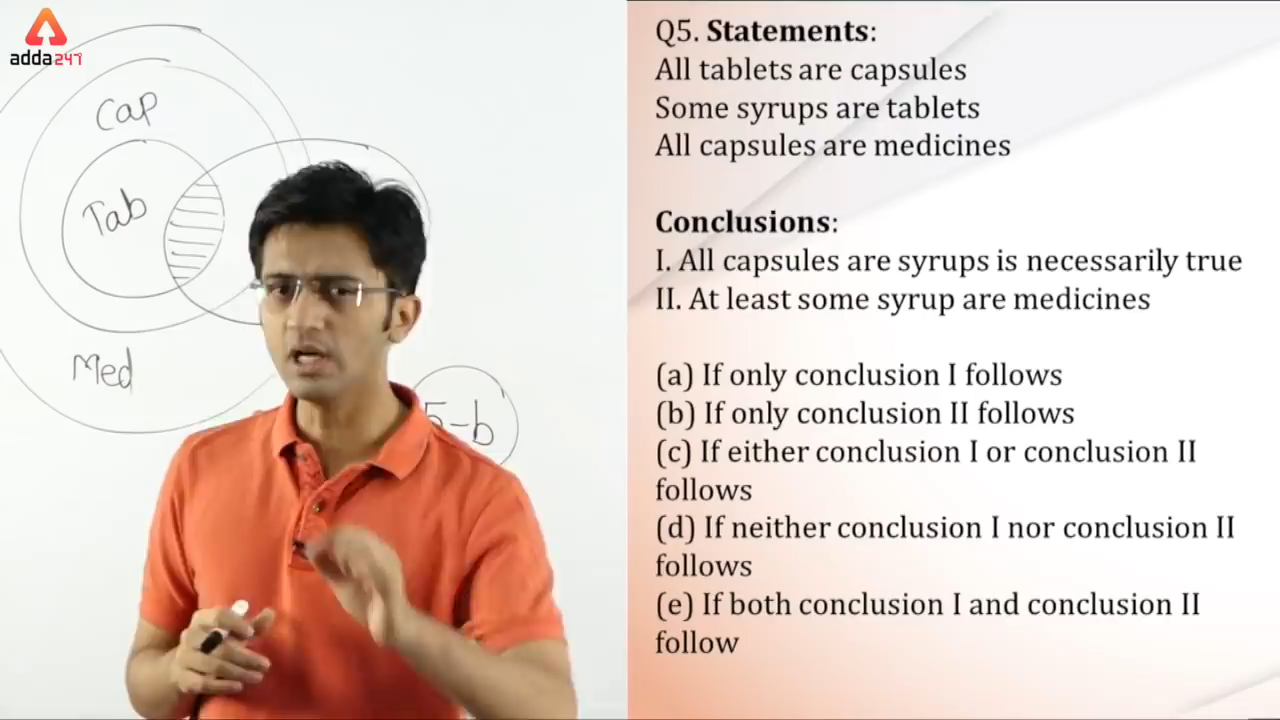 adda247
Cap
Tab
Med
5-b
Q5. Statements:
All tablets are capsules
Some syrups are tablets
All capsules are medicines
Conclusions:
I. All capsules are syrups is necessarily true
II. At least some syrup are medicines
(a) If only conclusion I follows
(b) If only conclusion II follows
(c) If either conclusion I or conclusion II
follows
(d) If neither conclusion I nor conclusion II
follows
(e) If both conclusion I and conclusion II
follow